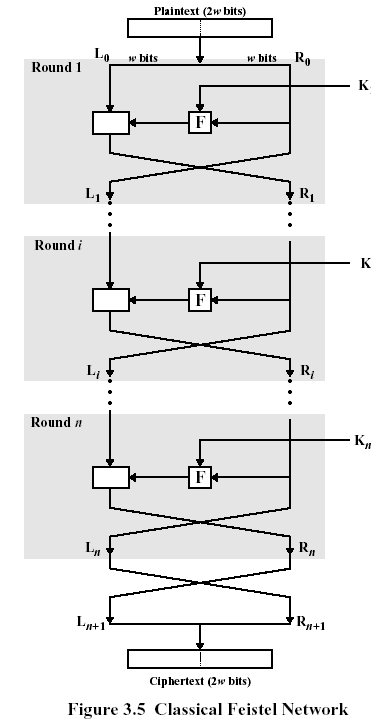 Plaintext (2w bits)
L0 w bits w bits R0
Round 1
K
F
L1 R1
Round i
K
F
Li Ri
Round n
Kn
F
Ln Rn
Ln+1 Rn+1
Ciphertext (2w bits)
Figure 3.5 Classical Feistel Network